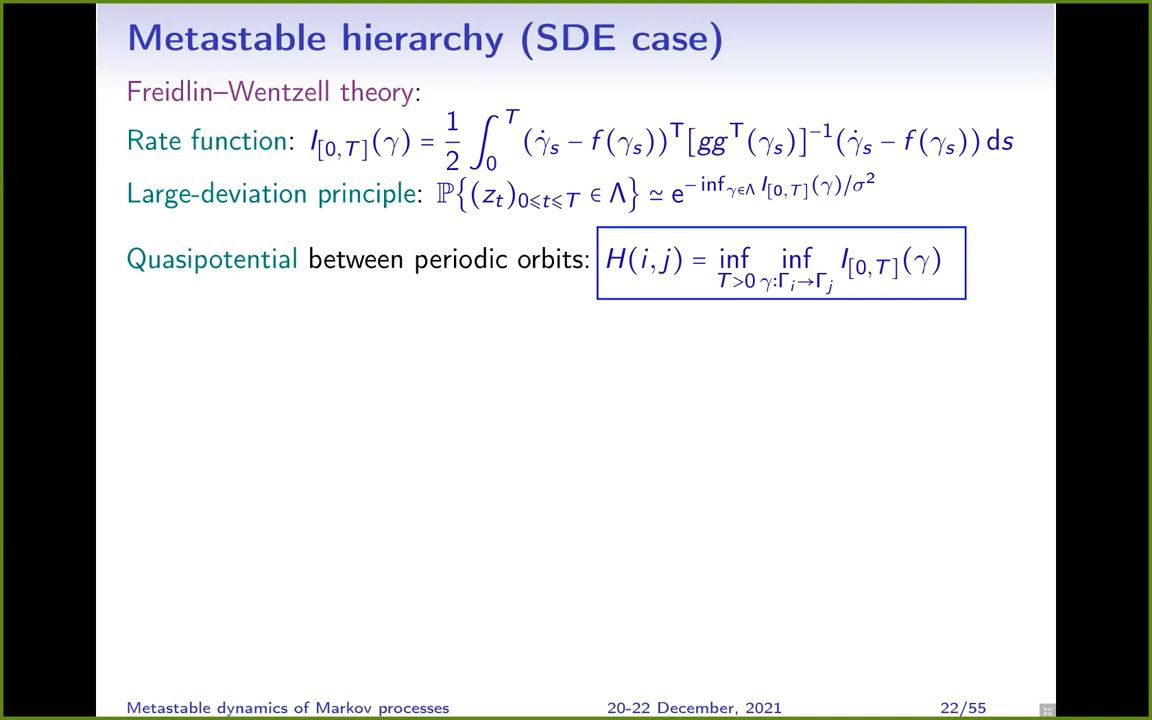 Metastable hierarchy (SDE case)
Freidlin–Wentzell theory:
Rate function: I_{[0,T]}(γ) = \frac{1}{2} ∫_0^T (γ̇_s − f(γ_s))^T [gg^T(γ_s)]^{−1} (γ̇_s − f(γ_s)) ds
Large-deviation principle: ℙ{(z_t)_{0⩽t⩽T} ∈ Λ} ≃ e^{− inf_{γ∈Λ} I_{[0,T]}(γ)/σ^2}
Quasipotential between periodic orbits: H(i,j) = inf_{T>0} inf_{γ:Γ_i→Γ_j} I_{[0,T]}(γ)
Metastable dynamics of Markov processes 20-22 December, 2021 22/55